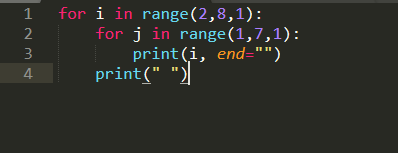 1 for i in range(2,8,1):
2     for j in range(1,7,1):
3         print(i, end="")
4     print(" ")